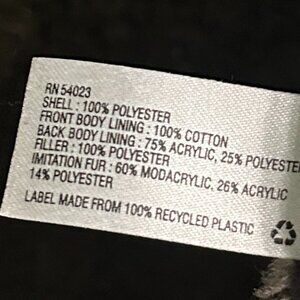 RN 54023
SHELL : 100% POLYESTER
FRONT BODY LINING : 100% COTTON
BACK BODY LINING : 75% ACRYLIC, 25% POLYESTER
FILLER : 100% POLYESTER
IMITATION FUR : 60% MODACRYLIC, 26% ACRYLIC
14% POLYESTER
LABEL MADE FROM 100% RECYCLED PLASTIC